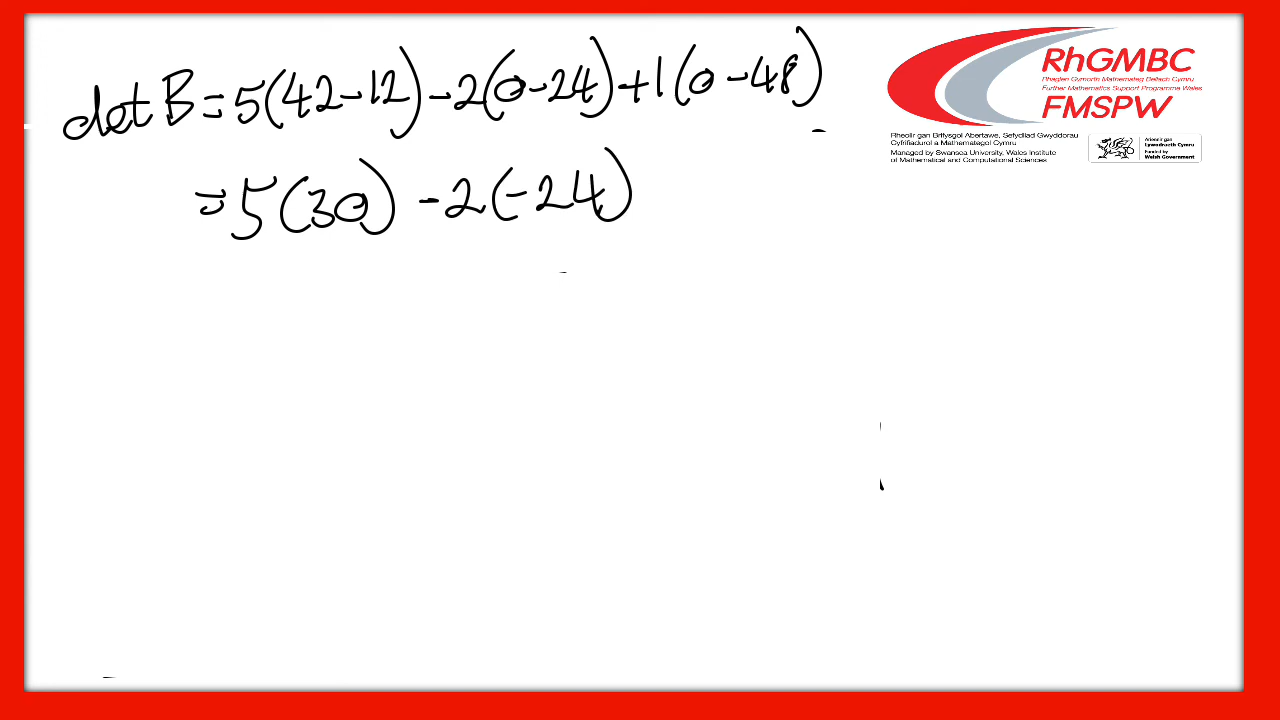 det B = 5(42-12) - 2(0-24) + 1(0-48)
= 5(30) - 2(-24)
RhGMBC
Rhaglen Gymorth Mathemateg Bellach Cymru
Further Mathematics Support Programme Wales
FMSPW
Rheolir gan Brifysgol Abertawe, Sefydliad Gwyddorau
Cyfrifiadurol a Mathemategol Cymru
Managed by Swansea University, Wales Institute
of Mathematical and Computational Sciences
Ariennir gan
Lywodraeth Cymru
Funded by
Welsh Government